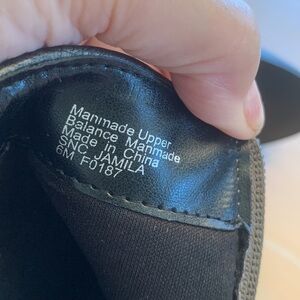 Manmade Upper
Balance Manmade
Made in China
SNC JAMILA
6M F0187